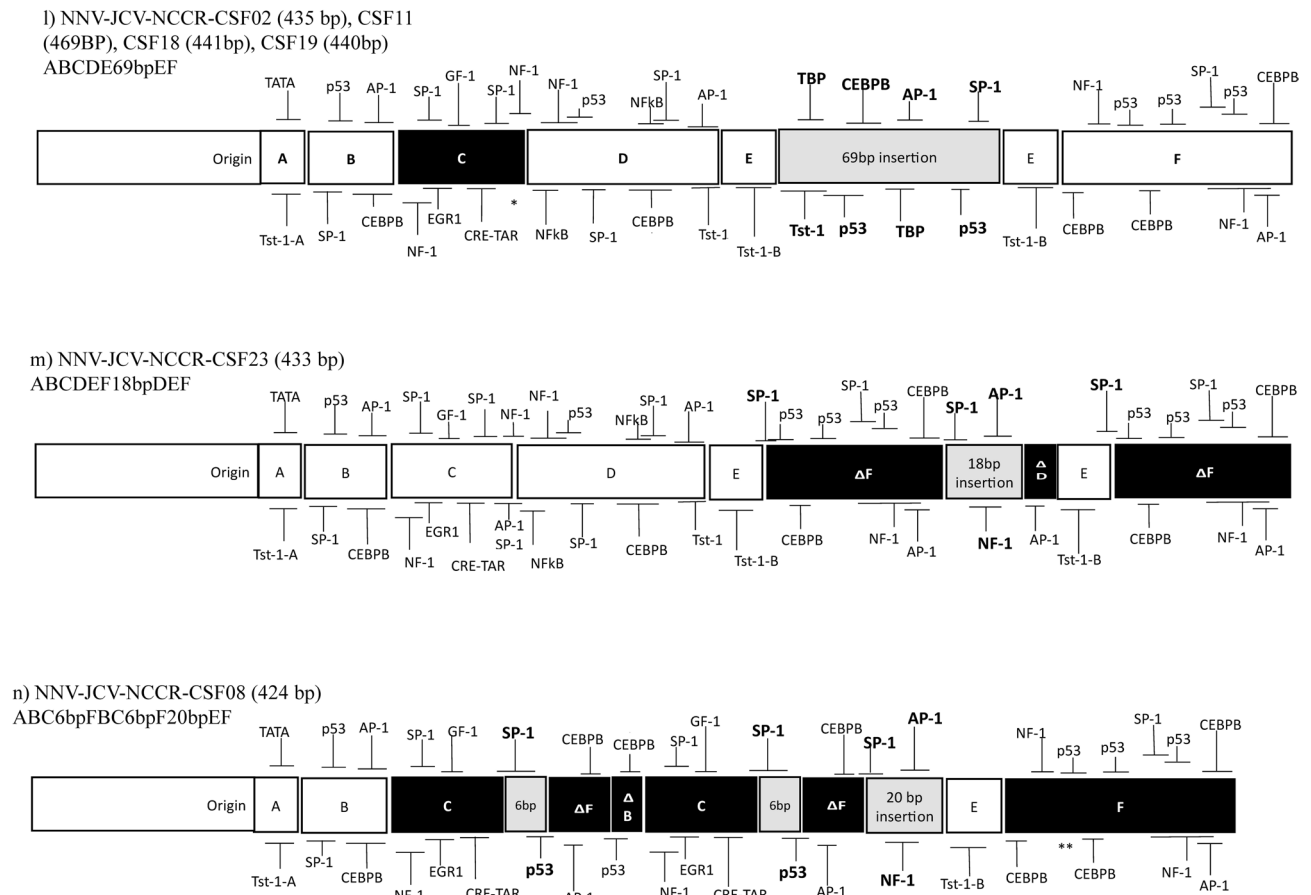 l) NNV-JCV-NCCR-CSF02 (435 bp), CSF11
(469BP), CSF18 (441bp), CSF19 (440bp)
ABCDE69bpEF
TATA p53 AP-1 SP-1 GF-1 SP-1 NF-1 NF-1 p53 NFkB SP-1 AP-1 TBP CEBPB AP-1 SP-1 NF-1 p53 p53 SP-1 p53 CEBPB
Origin A B C D E 69bp insertion E F
Tst-1-A SP-1 CEBPB NF-1 EGR1 CRE-TAR * NFkB SP-1 CEBPB Tst-1 Tst-1-B Tst-1 p53 TBP p53 Tst-1-B CEBPB CEBPB NF-1 AP-1
m) NNV-JCV-NCCR-CSF23 (433 bp)
ABCDEF18bpDEF
TATA p53 AP-1 SP-1 GF-1 SP-1 NF-1 NF-1 p53 NFkB SP-1 AP-1 SP-1 p53 p53 SP-1 p53 CEBPB SP-1 AP-1 SP-1 p53 p53 SP-1 p53 CEBPB
Origin A B C D E ΔF 18bp insertion Δ D E ΔF
Tst-1-A SP-1 CEBPB NF-1 EGR1 CRE-TAR AP-1 SP-1 NFkB SP-1 CEBPB Tst-1 Tst-1-B CEBPB NF-1 AP-1 NF-1 AP-1 Tst-1-B CEBPB NF-1 AP-1
n) NNV-JCV-NCCR-CSF08 (424 bp)
ABC6bpFBC6bpF20bpEF
TATA p53 AP-1 SP-1 GF-1 SP-1 CEBPB CEBPB SP-1 GF-1 SP-1 CEBPB SP-1 AP-1 NF-1 p53 p53 SP-1 p53 CEBPB
Origin A B C 6bp ΔF Δ B C 6bp ΔF 20 bp insertion E F
Tst-1-A SP-1 CEBPB NF-1 EGR1 CRE-TAR p53 AP-1 p53 NF-1 EGR1 CRE-TAR p53 AP-1 NF-1 Tst-1-B CEBPB ** CEBPB NF-1 AP-1